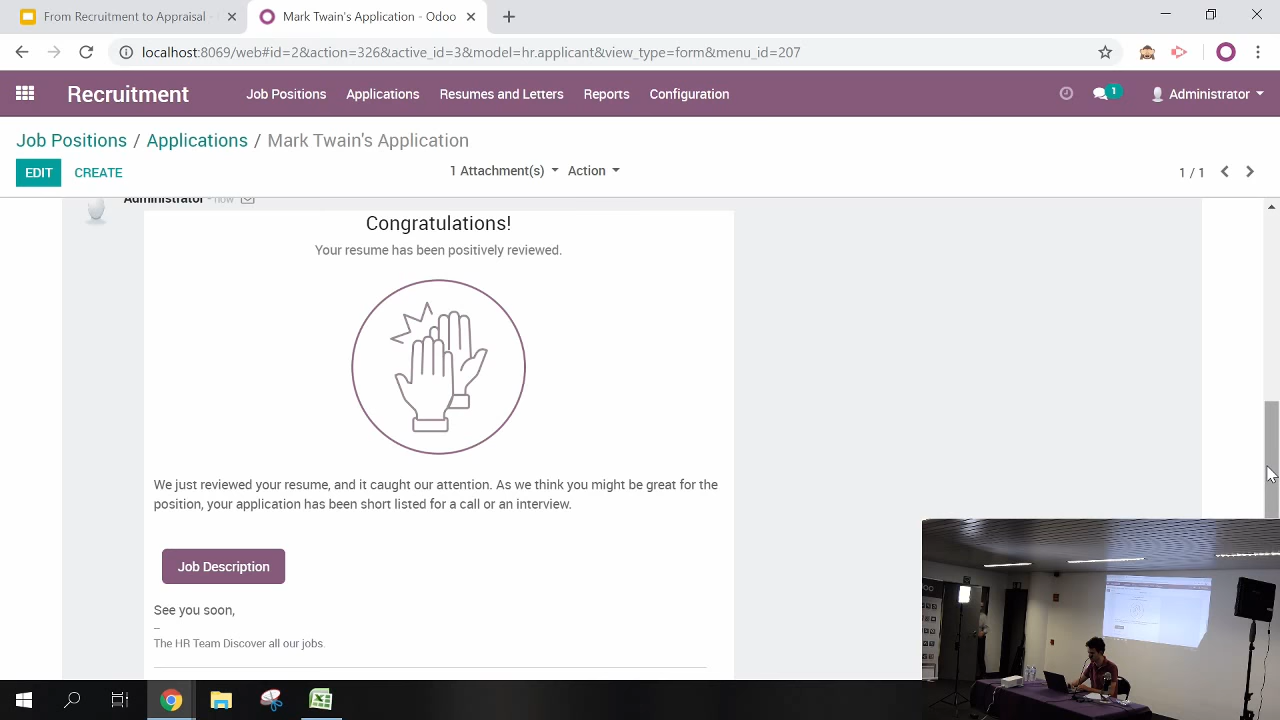 From Recruitment to Appraisal -
Mark Twain's Application - Odoo
localhost:8069/web#id=2&action=326&active_id=3&model=hr.applicant&view_type=form&menu_id=207
Recruitment
Job Positions
Applications
Resumes and Letters
Reports
Configuration
1
Administrator
Job Positions / Applications / Mark Twain's Application
EDIT
CREATE
1 Attachment(s)
Action
1 / 1
Administrator - now
Congratulations!
Your resume has been positively reviewed.
We just reviewed your resume, and it caught our attention. As we think you might be great for the
position, your application has been short listed for a call or an interview.
Job Description
See you soon,
--
The HR Team Discover all our jobs.